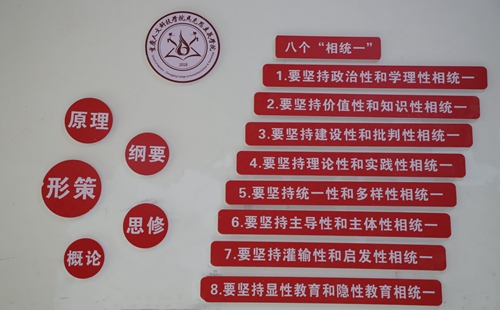 八个“相统一”
1.要坚持政治性和学理性相统一
2.要坚持价值性和知识性相统一
3.要坚持建设性和批判性相统一
4.要坚持理论性和实践性相统一
5.要坚持统一性和多样性相统一
6.要坚持主导性和主体性相统一
7.要坚持灌输性和启发性相统一
8.要坚持显性教育和隐性教育相统一
原理
纲要
形策
思修
概论